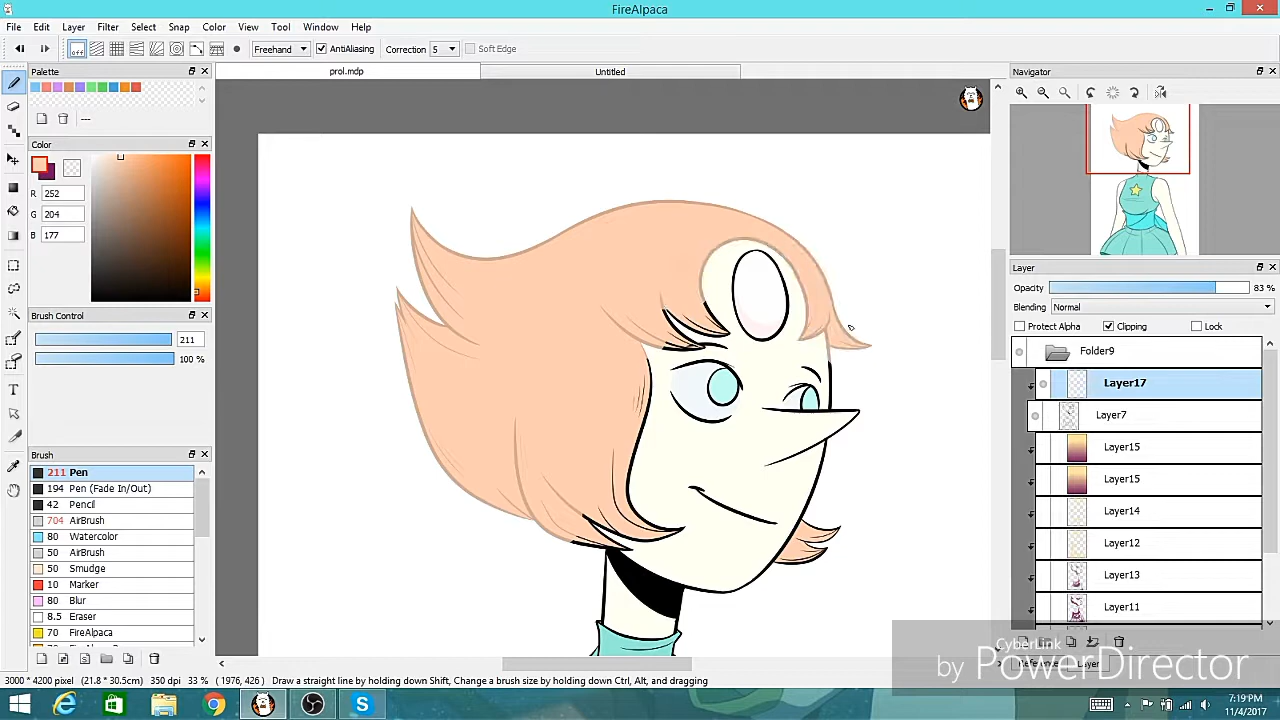 FireAlpaca
File Edit Layer Filter Select Snap Color View Tool Window Help
off Freehand AntiAliasing Correction 5 Soft Edge
Palette
prol.mdp Untitled
Navigator
---
Color
R 252
G 204
B 177
Layer
Opacity 83 %
Blending Normal
Protect Alpha Clipping Lock
Brush Control
211
100 %
Folder9
Layer17
Layer7
Layer15
Layer15
Layer14
Layer12
Layer13
Layer11
Brush
211 Pen
194 Pen (Fade In/Out)
42 Pencil
704 AirBrush
80 Watercolor
50 AirBrush
50 Smudge
10 Marker
80 Blur
8.5 Eraser
70 FireAlpaca
CyberLink
by PowerDirector
Reference Layer
3000 * 4200 pixel (21.8 * 30.5cm) 350 dpi 33 % ( 1976, 426 ) Draw a straight line by holding down Shift, Change a brush size by holding down Ctrl, Alt, and dragging
7:19 PM
11/4/2017